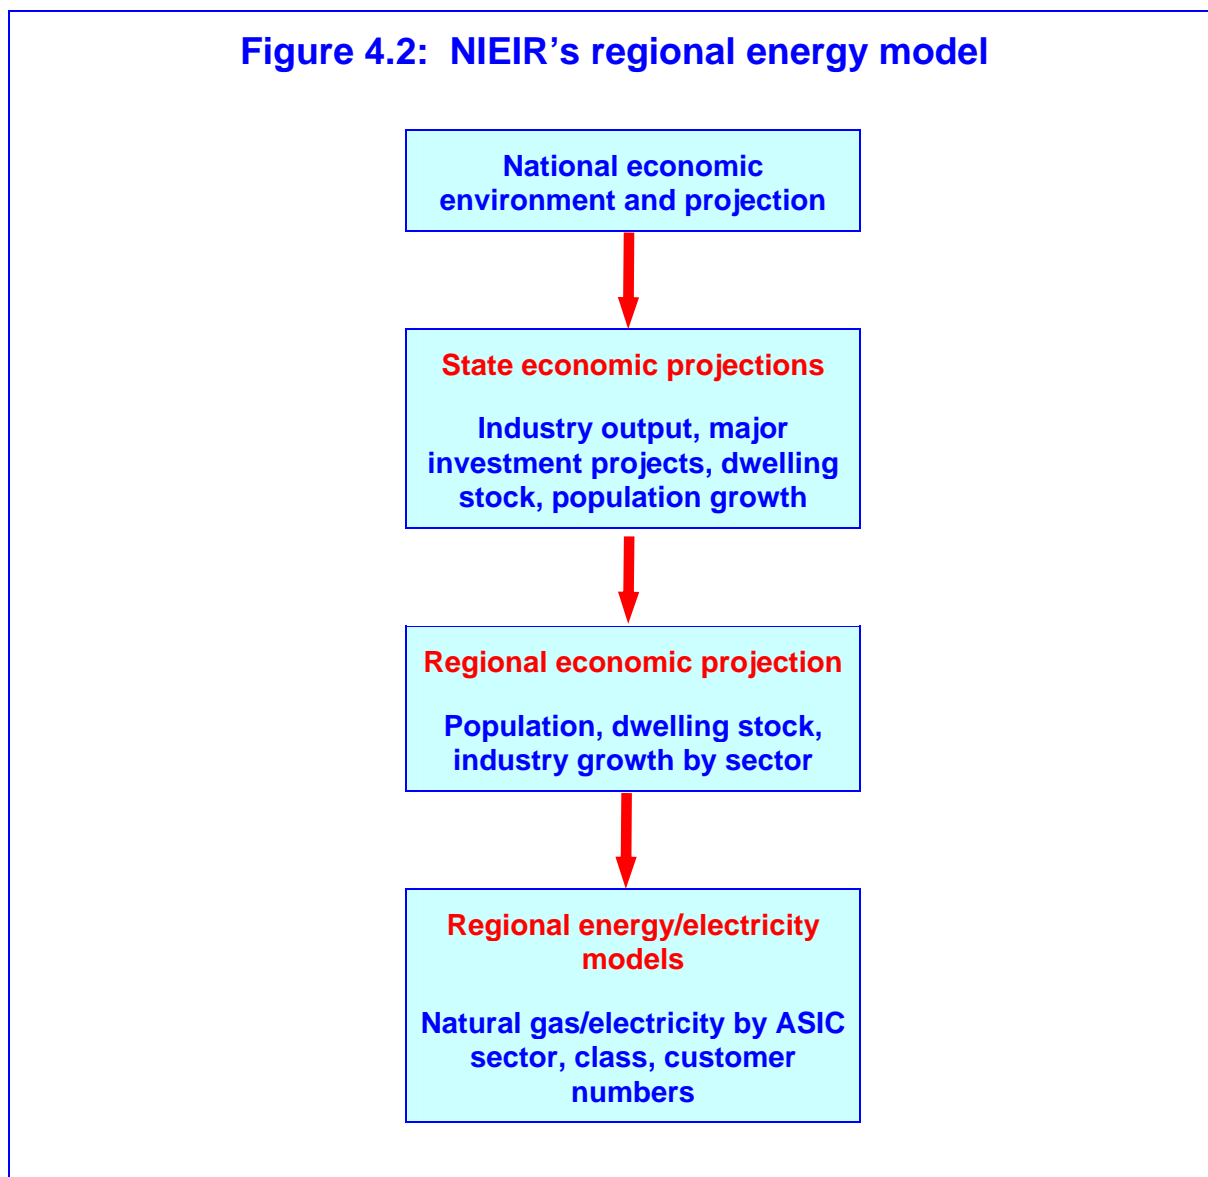 Figure 4.2:  NIEIR’s regional energy model
National economic
environment and projection
State economic projections
Industry output, major
investment projects, dwelling
stock, population growth
Regional economic projection
Population, dwelling stock,
industry growth by sector
Regional energy/electricity
models
Natural gas/electricity by ASIC
sector, class, customer
numbers